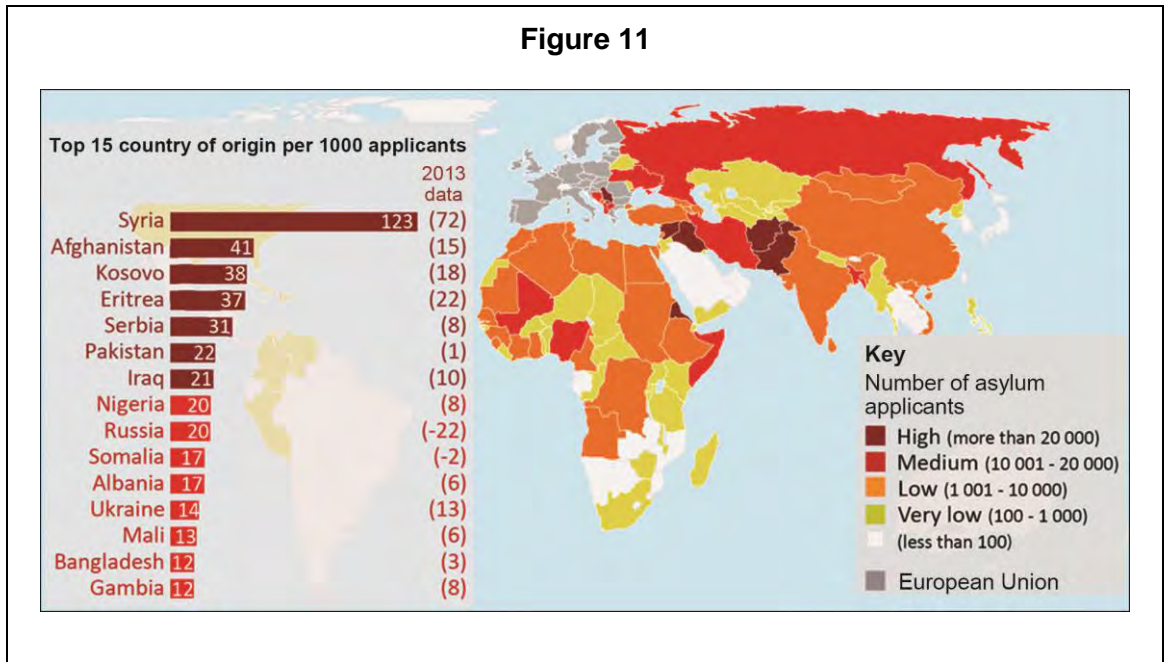 Figure 11
Top 15 country of origin per 1000 applicants
2013
data
Syria 123 (72)
Afghanistan 41 (15)
Kosovo 38 (18)
Eritrea 37 (22)
Serbia 31 (8)
Pakistan 22 (1)
Iraq 21 (10)
Nigeria 20 (8)
Russia 20 (-22)
Somalia 17 (-2)
Albania 17 (6)
Ukraine 14 (13)
Mali 13 (6)
Bangladesh 12 (3)
Gambia 12 (8)
Key
Number of asylum
applicants
High (more than 20 000)
Medium (10 001 - 20 000)
Low (1 001 - 10 000)
Very low (100 - 1 000)
(less than 100)
European Union